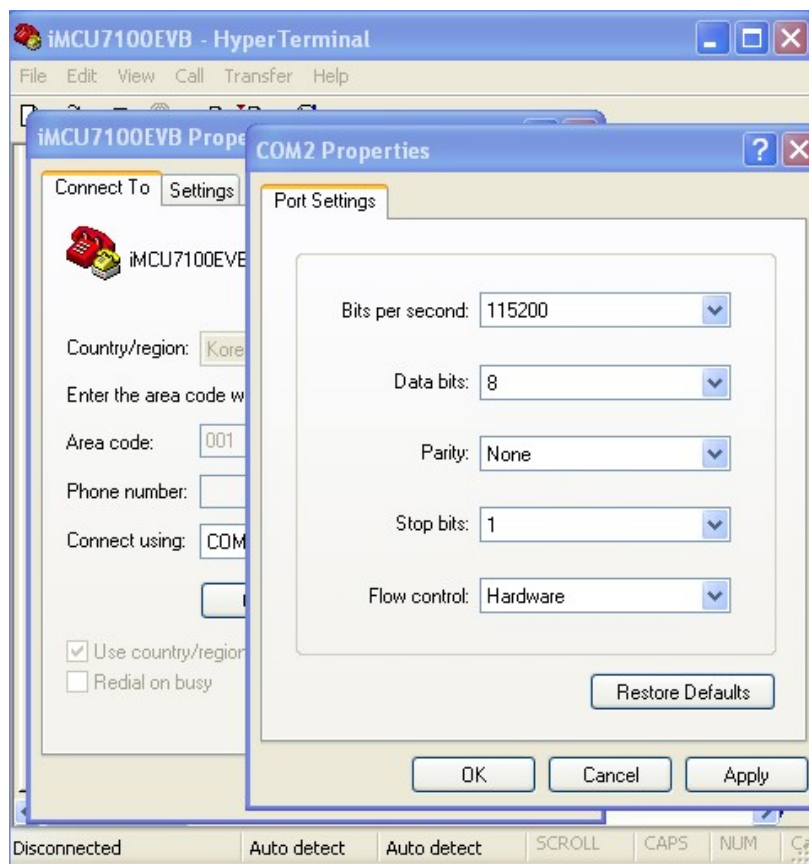 iMCU7100EVB - HyperTerminal
File Edit View Call Transfer Help
iMCU7100EVB
Connect To Settings
iMCU7100EVB
Country/region:
Enter the area code
Area code: 001
Phone number:
Connect using: COM
Use country/region
Redial on busy
COM2 Properties
Port Settings
Bits per second: 115200
Data bits: 8
Parity: None
Stop bits: 1
Flow control: Hardware
Restore Defaults
OK Cancel Apply
Disconnected Auto detect Auto detect SCROLL CAPS NUM